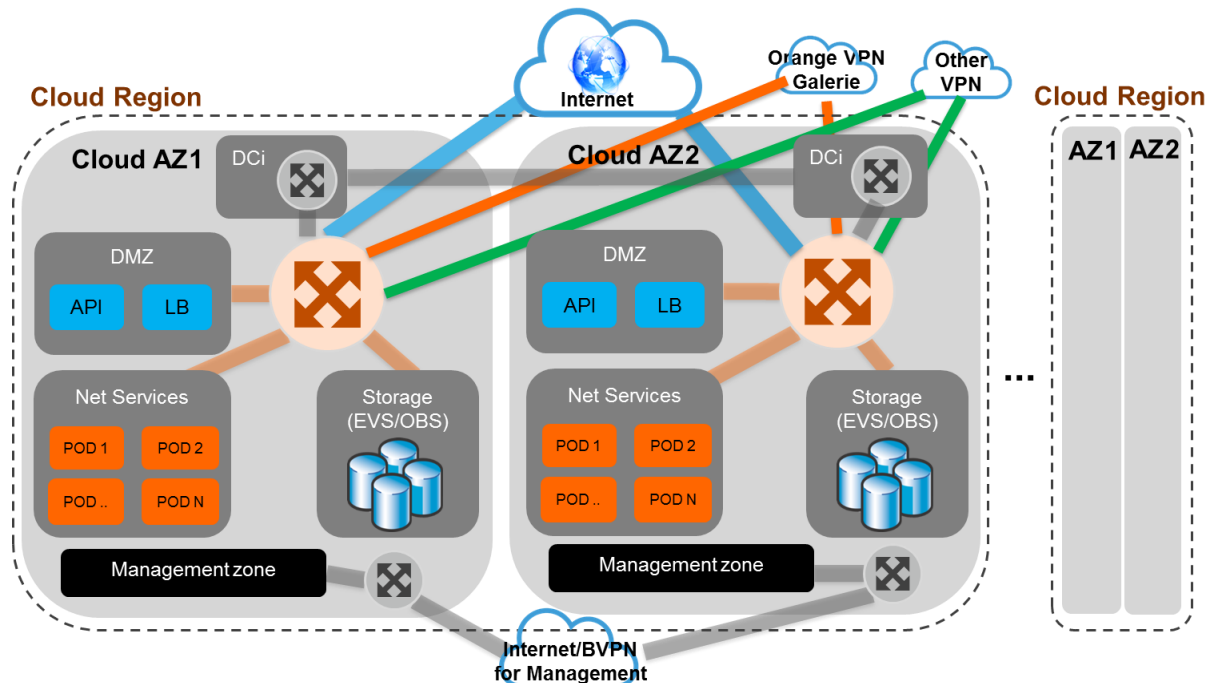 Internet
Orange VPN
Galerie
Other
VPN
Cloud Region
Cloud AZ1
DCi
DMZ
API
LB
Net Services
POD 1
POD 2
POD ..
POD N
Storage
(EVS/OBS)
Management zone
Cloud AZ2
DCi
DMZ
API
LB
Net Services
POD 1
POD 2
POD ..
POD N
Storage
(EVS/OBS)
Management zone
Internet/BVPN
for Management
...
Cloud Region
AZ1
AZ2